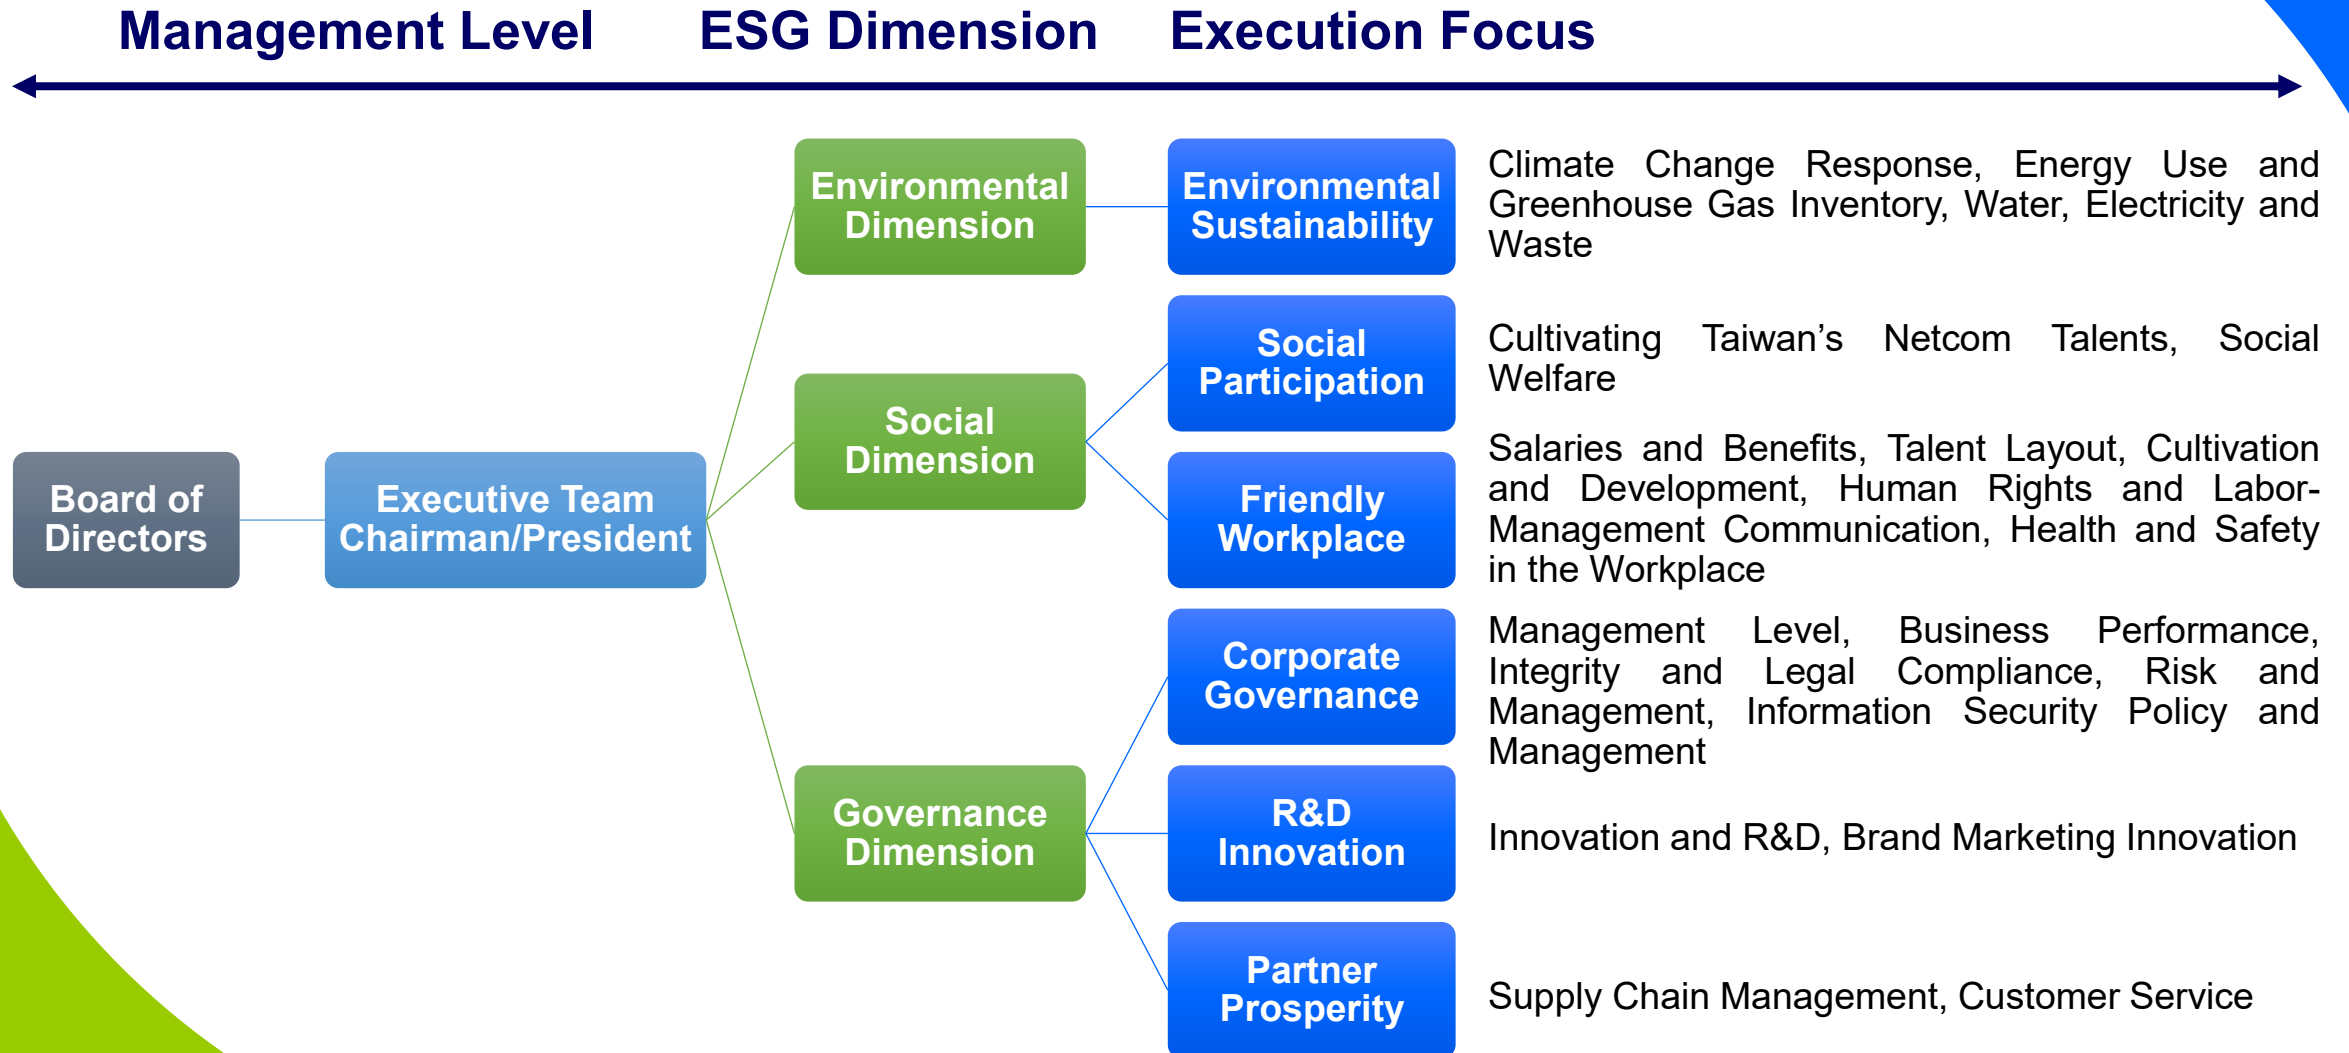 Management Level
ESG Dimension
Execution Focus
Board of
Directors
Executive Team
Chairman/President
Environmental
Dimension
Environmental
Sustainability
Climate Change Response, Energy Use and
Greenhouse Gas Inventory, Water, Electricity and
Waste
Social
Dimension
Social
Participation
Cultivating Taiwan’s Netcom Talents, Social
Welfare
Friendly
Workplace
Salaries and Benefits, Talent Layout, Cultivation
and Development, Human Rights and Labor-
Management Communication, Health and Safety
in the Workplace
Governance
Dimension
Corporate
Governance
Management Level, Business Performance,
Integrity and Legal Compliance, Risk and
Management, Information Security Policy and
Management
R&D
Innovation
Innovation and R&D, Brand Marketing Innovation
Partner
Prosperity
Supply Chain Management, Customer Service